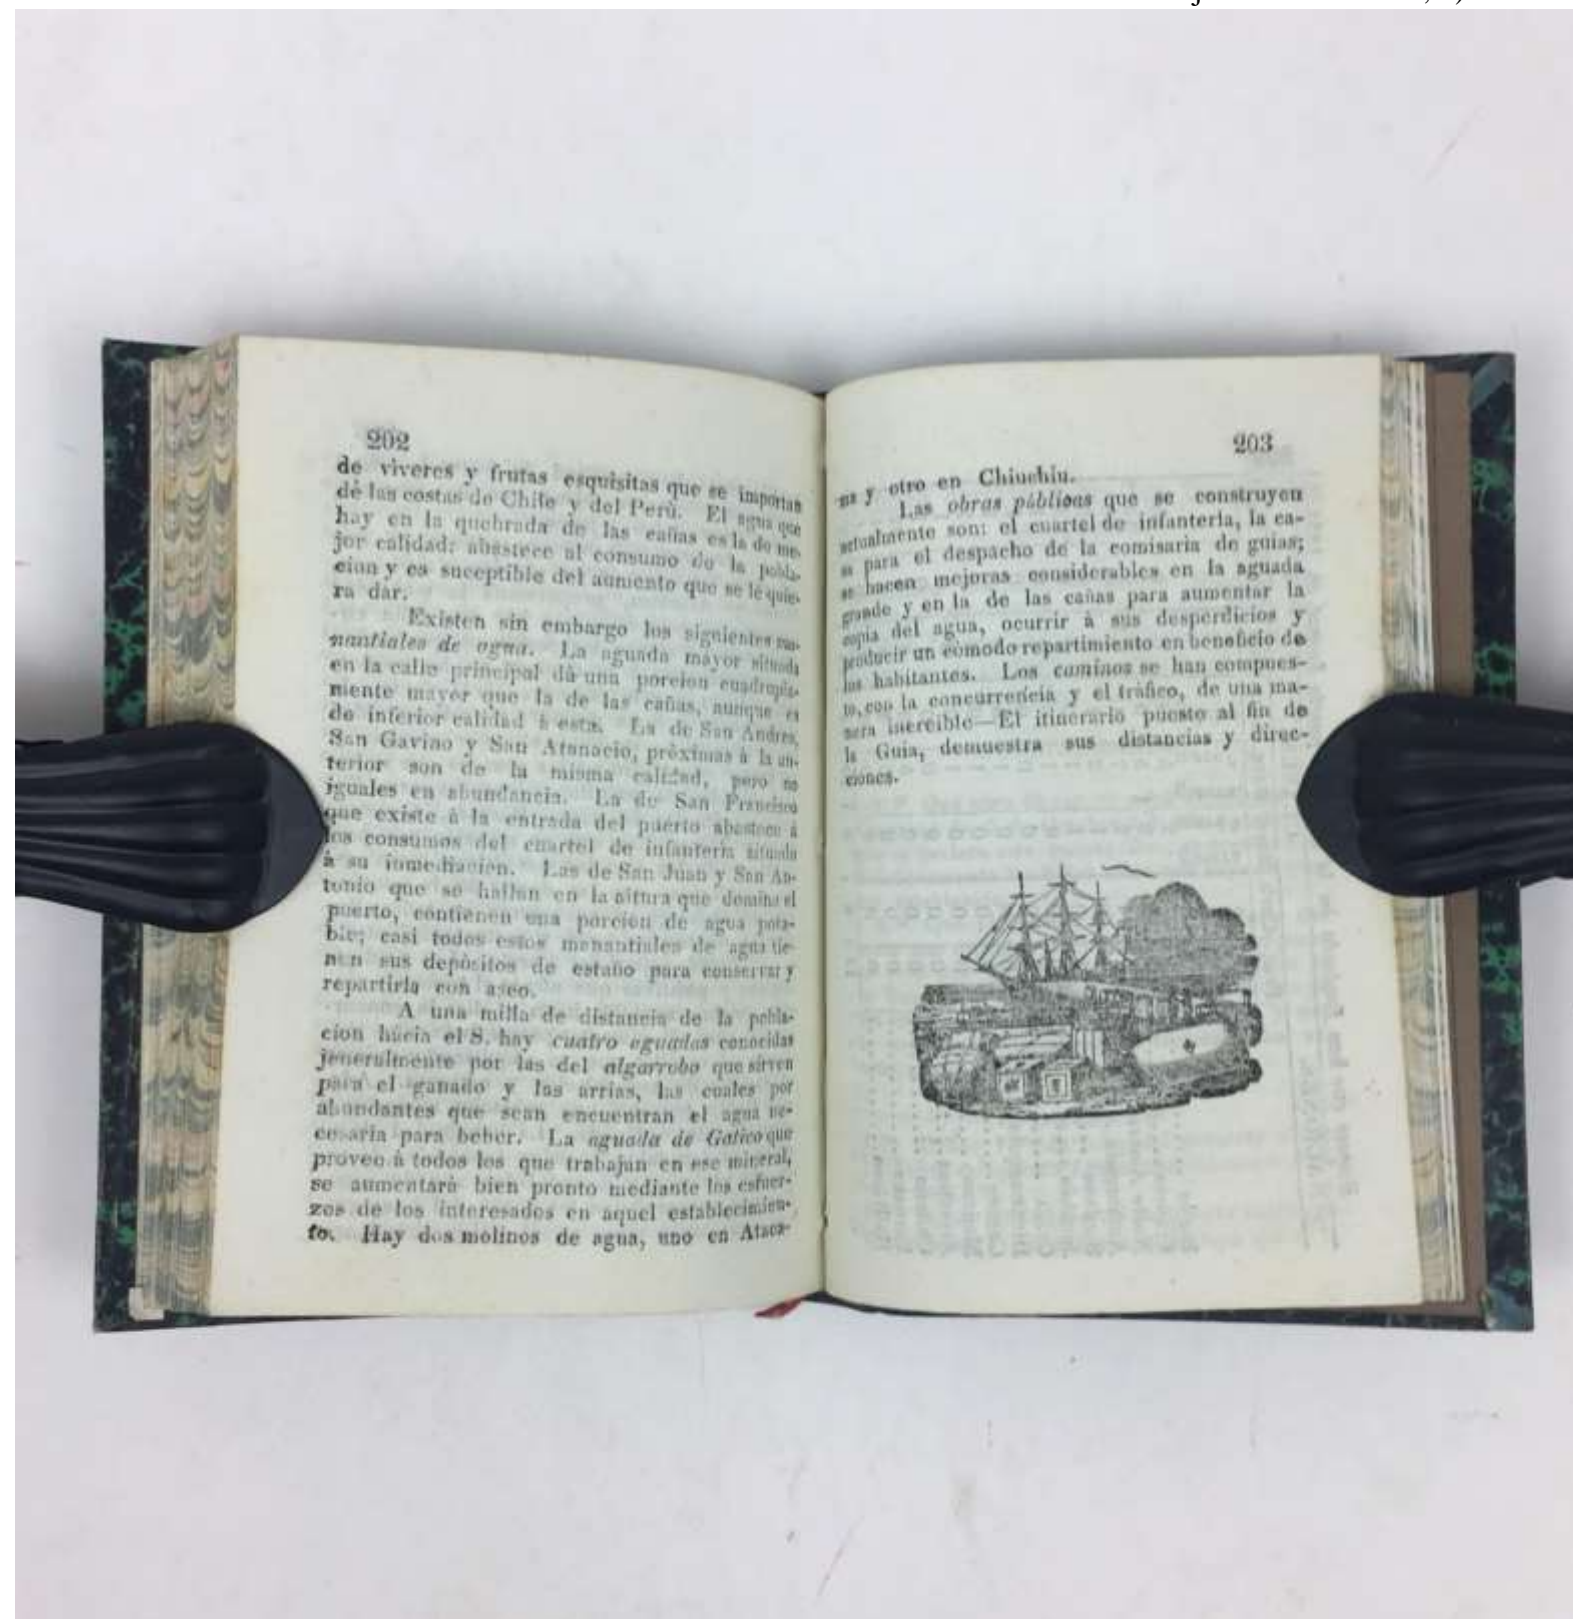 202
de viveres y frutas esquisitas que se importan
de las costas de Chile y del Perù. El agua que
hay en la quebrada de las cañas es la de me-
jor calidad: abastece al consumo de la pobla-
cion y es suceptible del aumento que se le quie-
ra dar.
Existen sin embargo los siguientes ma-
nantiales de agua. La aguada mayor situada
en la calle principal dà una porcion cuadrupla-
mente mayor que la de las cañas, aunque es
de inferior calidad à esta. La de San Andres,
San Gavino y San Atanacio, pròximas à la an-
terior son de la misma calidad, pero no
iguales en abundancia. La de San Francisco
que existe à la entrada del puerto abastece à
los consumos del cuartel de infanteria situado
à su inmediacion. Las de San Juan y San An-
tonio que se hallan en la altura que domina el
puerto, contienen una porcion de agua pota-
ble; casi todos estos manantiales de agua tie-
nen sus depòsitos de estaño para conservar y
repartirla con aseo.
A una milla de distancia de la pobla-
cion hácia el S. hay cuatro aguadas conocidas
jeneralmente por las del algarrobo que sirven
para el ganado y las arrias, las cuales por
abundantes que sean encuentran el agua ne-
cesaria para beber. La aguada de Gatico que
provee à todos los que trabajan en ese mineral,
se aumentarà bien pronto mediante los esfuer-
zos de los interesados en aquel establecimien-
to. Hay dos molinos de agua, uno en Ataca-
203
ma y otro en Chiuchiu.
Las obras pùblicas que se construyen
actualmente son: el cuartel de infanterìa, la ca-
sa para el despacho de la comisaria de guias;
se hacen mejoras considerables en la aguada
grande y en la de las cañas para aumentar la
copia del agua, ocurrir à sus desperdicios y
producir un còmodo repartimiento en beneficio de
los habitantes. Los caminos se han compues-
to, con la concurrencia y el tráfico, de una ma-
nera increible—El itinerario puesto al fin de
la Guia, demuestra sus distancias y direc-
ciones.